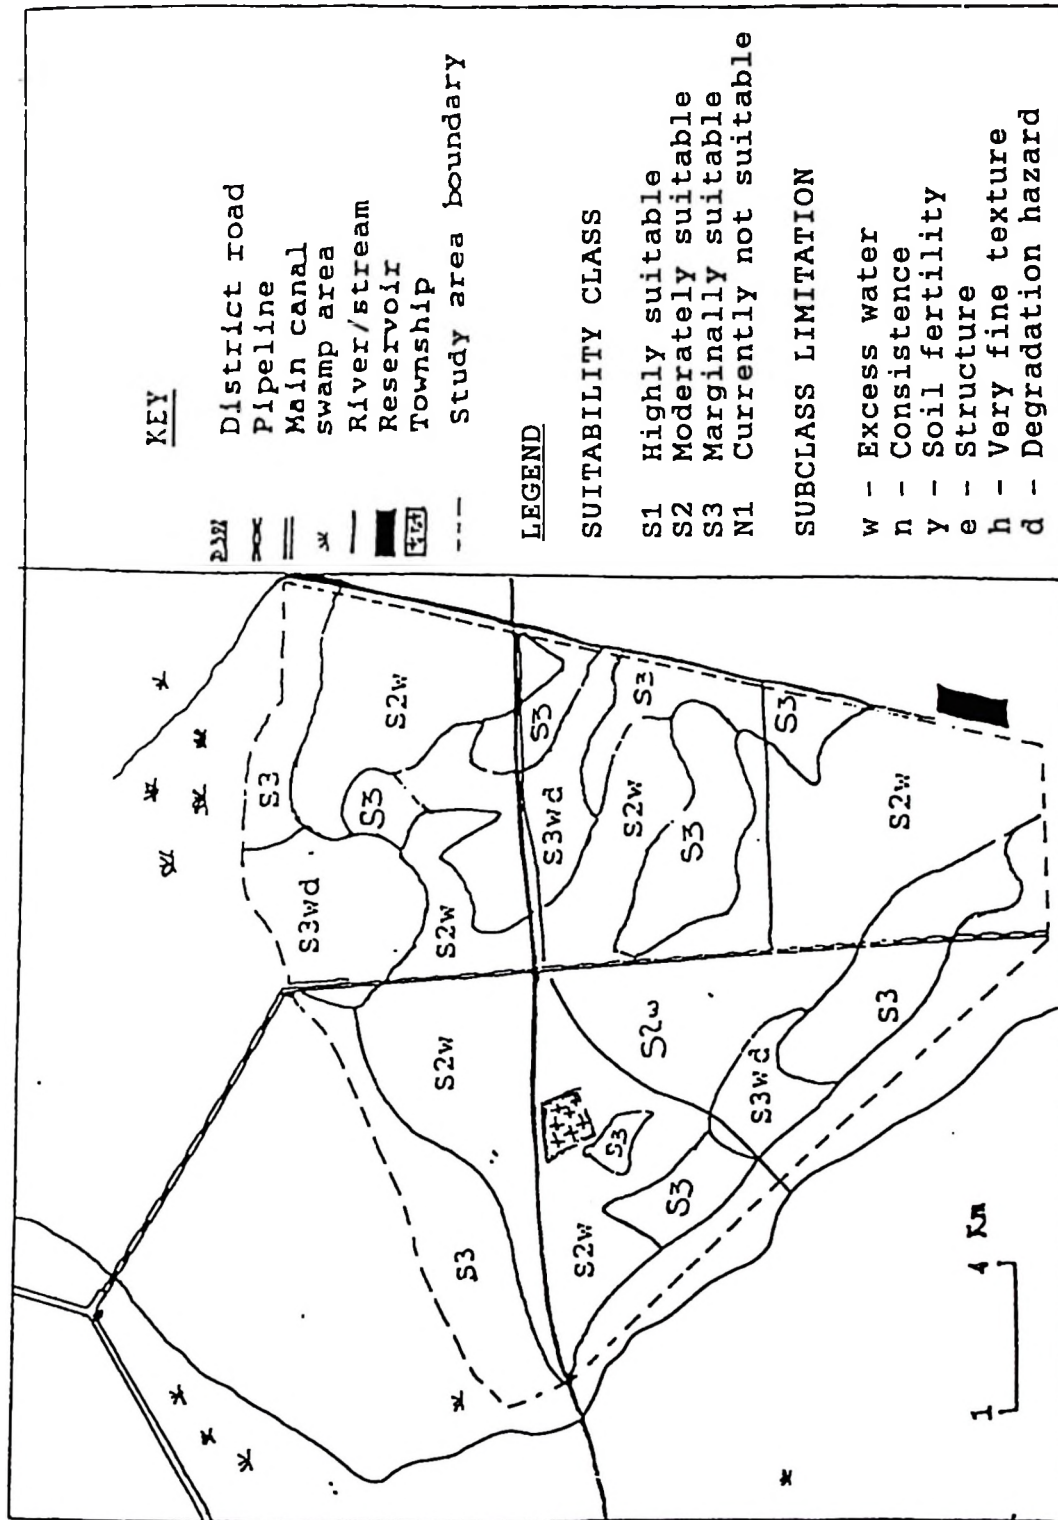 KEY
D322 District road
Pipeline
Main canal
swamp area
River/stream
Reservoir
Township
Study area boundary
LEGEND
SUITABILITY CLASS
S1 Highly suitable
S2 Moderately suitable
S3 Marginally suitable
N1 Currently not suitable
SUBCLASS LIMITATION
w - Excess water
n - Consistence
y - Soil fertility
e - Structure
h - Very fine texture
d - Degradation hazard
S3
S2w
S3
S3wd
S2w
S3
S3wd
S3
S2w
S3
S3
S2w
S2w
S2w
S3
S3wd
S3
S3
S2w
S3
1 4 Km